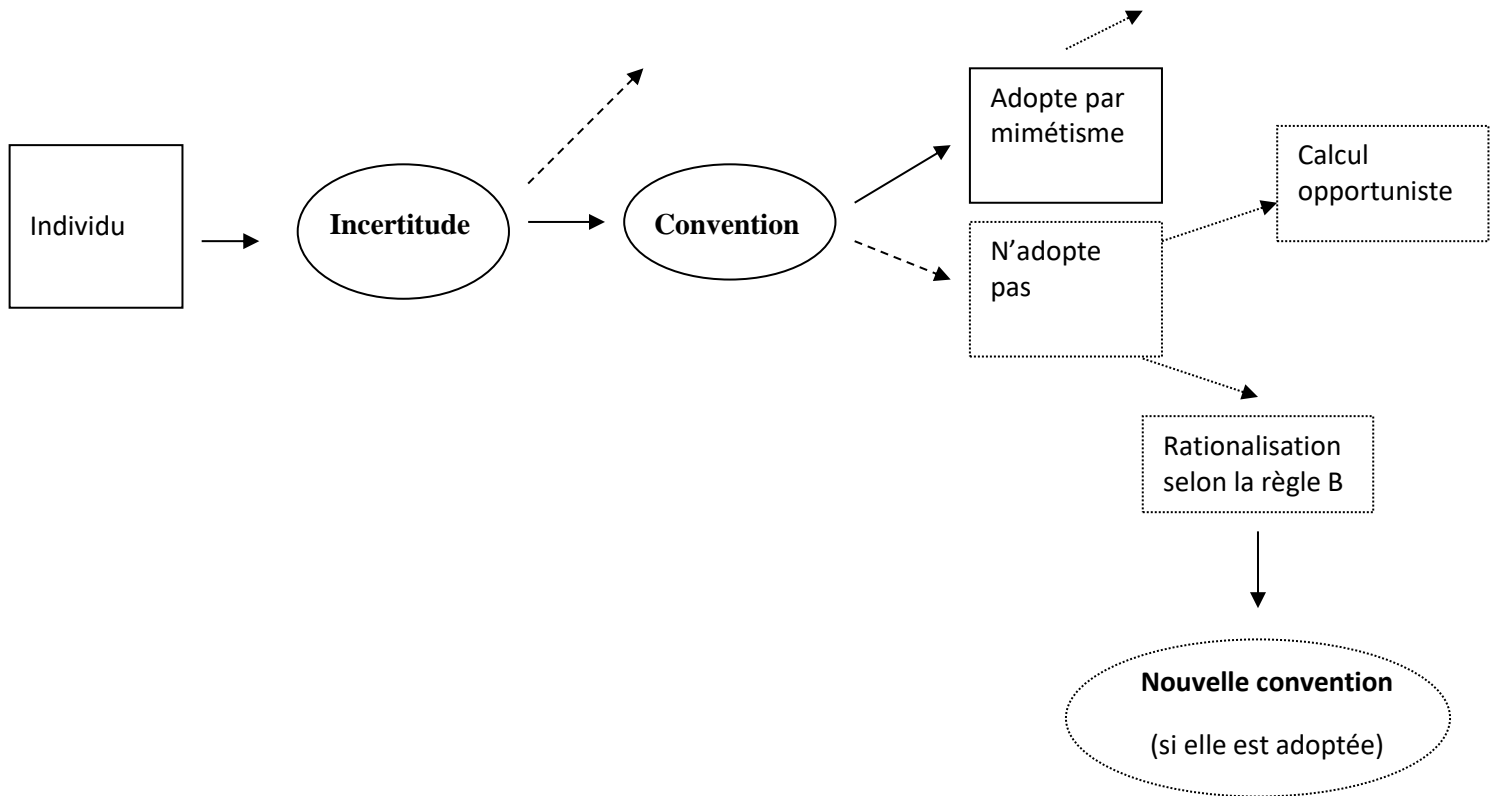 Individu
Incertitude
Convention
Adopte par
mimétisme
N’adopte
pas
Calcul
opportuniste
Rationalisation
selon la règle B
Nouvelle convention
(si elle est adoptée)